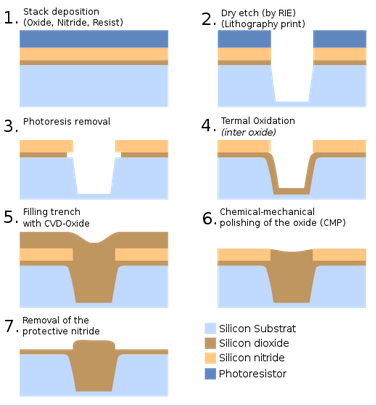 1. Stack deposition
(Oxide, Nitride, Resist)
2. Dry etch (by RIE)
(Lithography print)
3. Photoresis removal
4. Termal Oxidation
(inter oxide)
5. Filling trench
with CVD-Oxide
6. Chemical-mechanical
polishing of the oxide (CMP)
7. Removal of the
protective nitride
Silicon Substrat
Silicon dioxide
Silicon nitride
Photoresistor